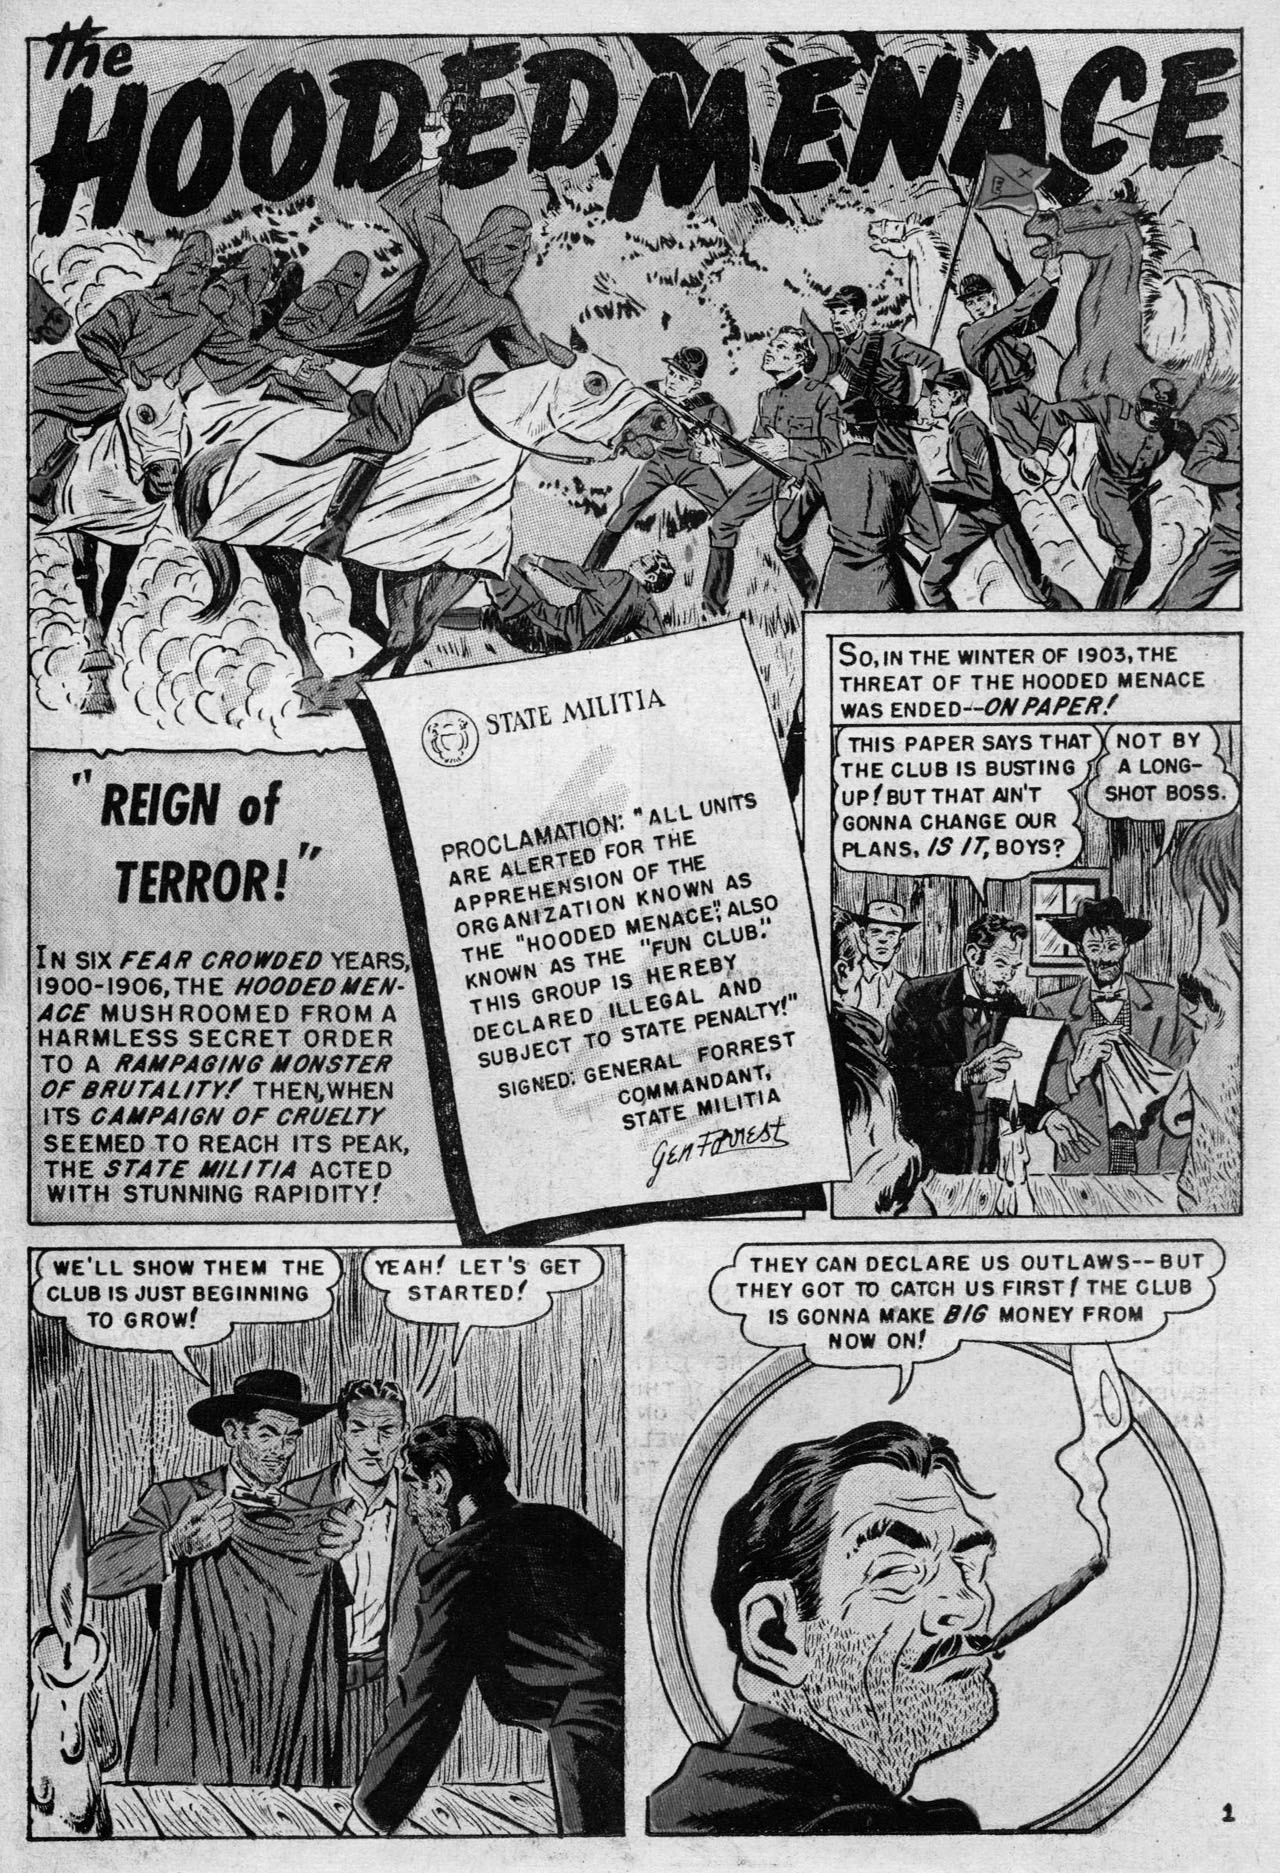 the
HOODED MENACE
E X
"REIGN of
TERROR!"
IN SIX FEAR CROWDED YEARS,
1900-1906, THE HOODED MEN-
ACE MUSHROOMED FROM A
HARMLESS SECRET ORDER
TO A RAMPAGING MONSTER
OF BRUTALITY! THEN, WHEN
ITS CAMPAIGN OF CRUELTY
SEEMED TO REACH ITS PEAK,
THE STATE MILITIA ACTED
WITH STUNNING RAPIDITY!
STATE MILITIA
PROCLAMATION: "ALL UNITS
ARE ALERTED FOR THE
APPREHENSION OF THE
ORGANIZATION KNOWN AS
THE "HOODED MENACE", ALSO
KNOWN AS THE "FUN CLUB."
THIS GROUP IS HEREBY
DECLARED ILLEGAL AND
SUBJECT TO STATE PENALTY!"
SIGNED: GENERAL FORREST
COMMANDANT,
STATE MILITIA
Gen Forrest
SO, IN THE WINTER OF 1903, THE
THREAT OF THE HOODED MENACE
WAS ENDED--ON PAPER!
THIS PAPER SAYS THAT
THE CLUB IS BUSTING
UP! BUT THAT AIN'T
GONNA CHANGE OUR
PLANS, IS IT, BOYS?
NOT BY
A LONG-
SHOT BOSS.
WE'LL SHOW THEM THE
CLUB IS JUST BEGINNING
TO GROW!
YEAH! LET'S GET
STARTED!
THEY CAN DECLARE US OUTLAWS--BUT
THEY GOT TO CATCH US FIRST! THE CLUB
IS GONNA MAKE BIG MONEY FROM
NOW ON!
1